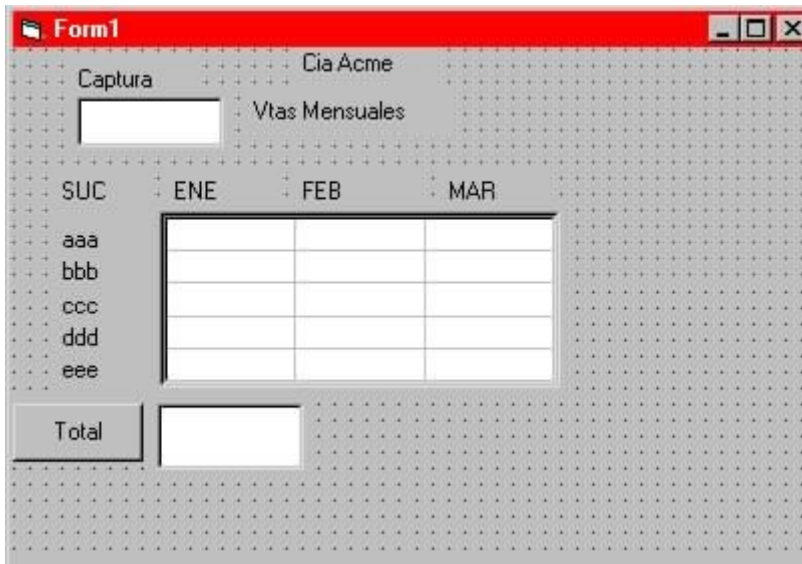 Form1
Cia Acme
Captura
Vtas Mensuales
SUC ENE FEB MAR
aaa
bbb
ccc
ddd
eee
Total